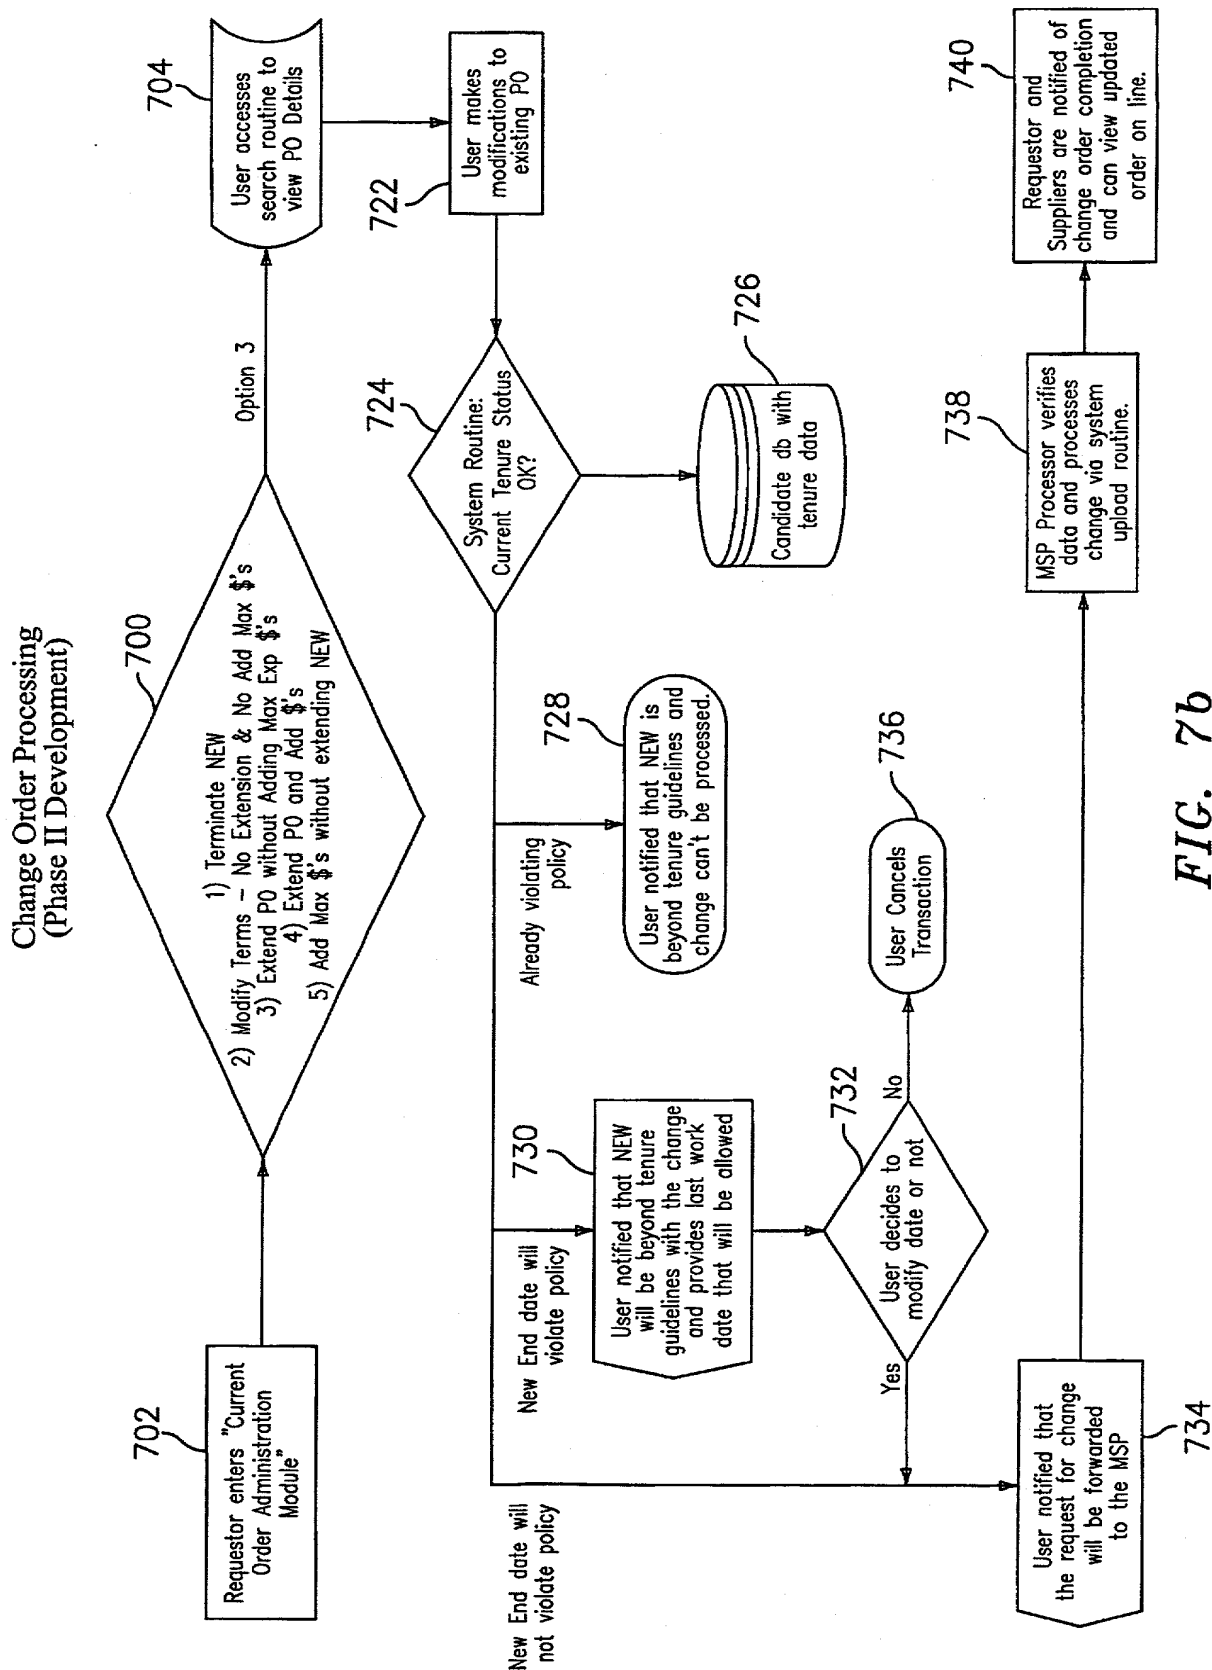 Change Order Processing
(Phase II Development)
702
Requestor enters "Current
Order Administration
Module"
700
1) Terminate NEW
2) Modify Terms – No Extension & No Add Max $'s
3) Extend PO without Adding Max Exp $'s
4) Extend PO and Add $'s
5) Add Max $'s without extending NEW
Option 3
704
User accesses
search routine to
view PO Details
722
User makes
modifications to
existing PO
724
System Routine:
Current Tenure Status
OK?
726
Candidate db with
tenure data
Already violating
policy
728
User notified that NEW is
beyond tenure guidelines and
change can't be processed.
New End date will
violate policy
730
User notified that NEW
will be beyond tenure
guidelines with the change
and provides last work
date that will be allowed
732
User decides to
modify date or not
No
736
User Cancels
Transaction
Yes
New End date will
not violate policy
User notified that
the request for change
will be forwarded
to the MSP
734
738
MSP Processor verifies
data and processes
change via system
upload routine.
740
Requestor and
Suppliers are notified of
change order completion
and can view updated
order on line.
FIG. 7b